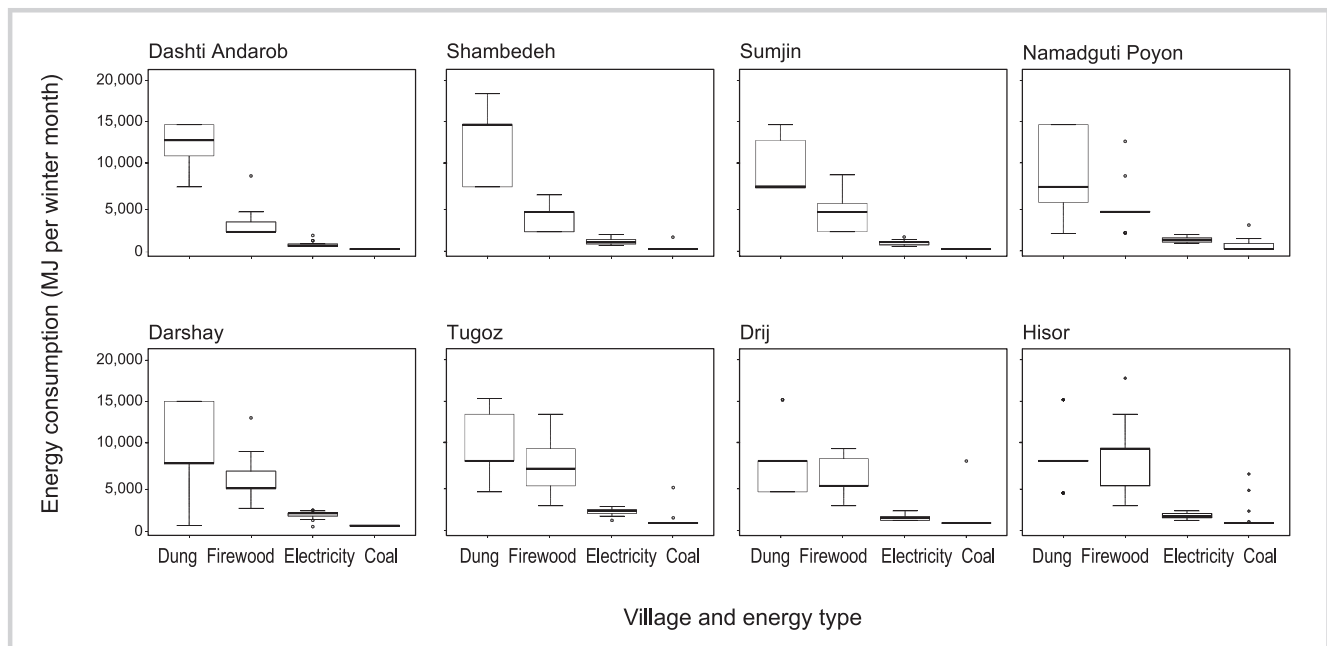 Energy consumption (MJ per winter month)
Dashti Andarob
Shambedeh
Sumjin
Namadguti Poyon
20,000
15,000
10,000
5,000
0
Darshay
Tugoz
Drij
Hisor
20,000
15,000
10,000
5,000
0
Dung Firewood Electricity Coal
Dung Firewood Electricity Coal
Dung Firewood Electricity Coal
Dung Firewood Electricity Coal
Village and energy type